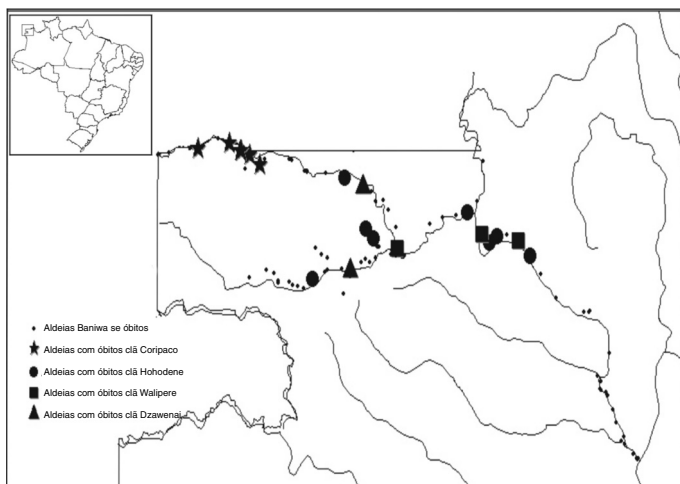 Aldeias Baniwa se óbitos
Aldeias com óbitos clã Coripaco
Aldeias com óbitos clã Hohodene
Aldeias com óbitos clã Walipere
Aldeias com óbitos clã Dzawenai